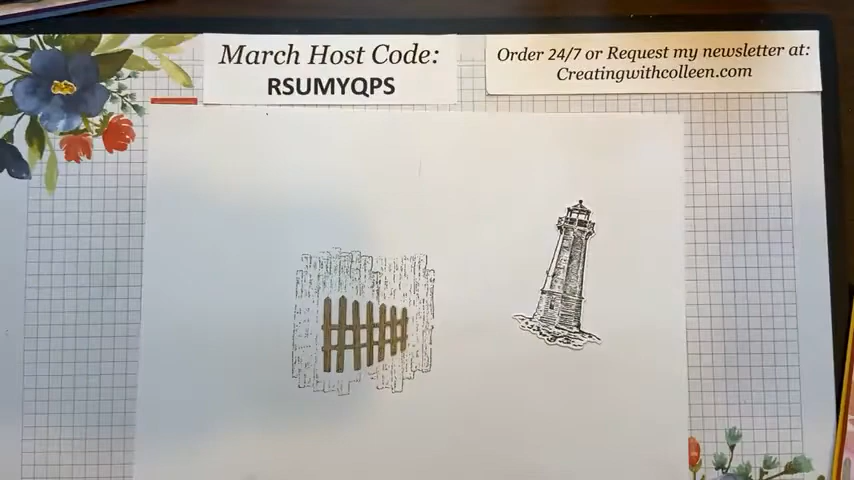 March Host Code:
RSUMYQPS
Order 24/7 or Request my newsletter at:
Creatingwithcolleen.com